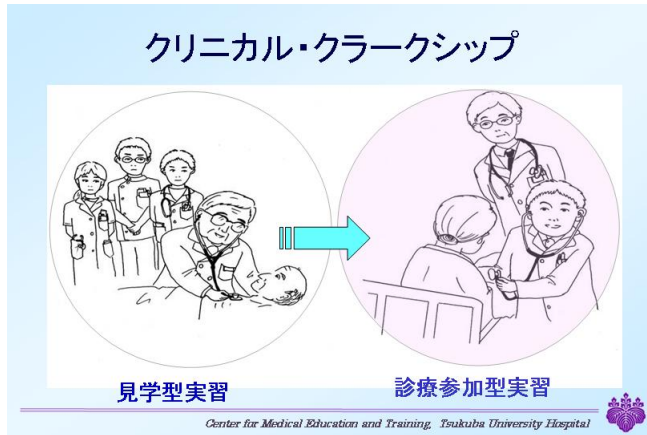 クリニカル・クラークシップ
見学型実習
診療参加型実習
Center for Medical Education and Training, Tsukuba University Hospital